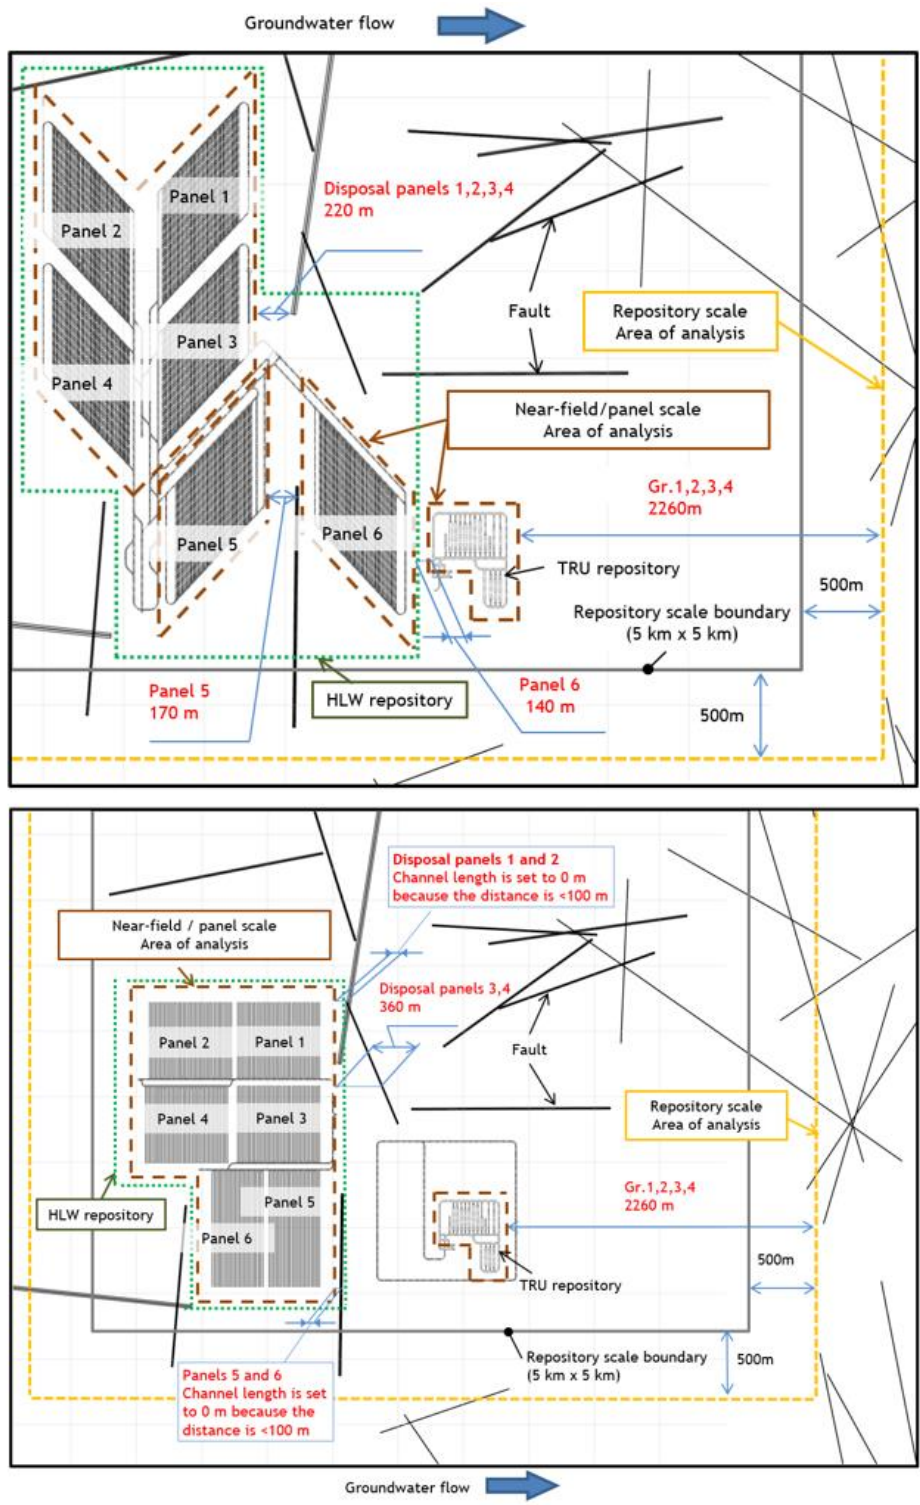 Groundwater flow
Panel 1
Disposal panels 1,2,3,4
220 m
Panel 2
Fault
Repository scale
Area of analysis
Panel 3
Panel 4
Near-field/panel scale
Area of analysis
Gr.1,2,3,4
2260m
Panel 5
Panel 6
TRU repository
500m
Repository scale boundary
(5 km x 5 km)
Panel 5
170 m
HLW repository
Panel 6
140 m
500m
Disposal panels 1 and 2
Channel length is set to 0 m
because the distance is <100 m
Near-field / panel scale
Area of analysis
Disposal panels 3,4
360 m
Panel 2
Panel 1
Fault
Panel 4
Panel 3
Repository scale
Area of analysis
Gr.1,2,3,4
2260 m
Panel 5
HLW repository
Panel 6
500m
TRU repository
Repository scale boundary
(5 km x 5 km)
500m
Panels 5 and 6
Channel length is set
to 0 m because the
distance is <100 m
Groundwater flow